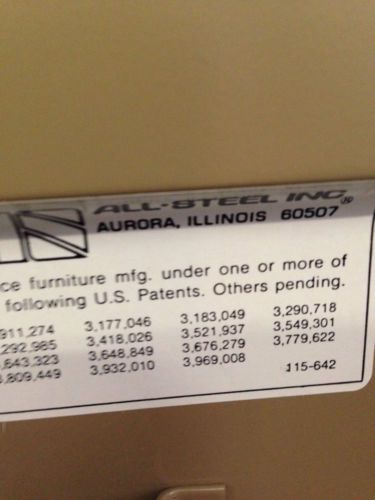 ALL-STEEL INC®
AURORA, ILLINOIS 60507
furniture mfg. under one or more of
following U.S. Patents. Others pending.
911,274 3,177,046 3,183,049 3,290,718
292,985 3,418,026 3,521,937 3,549,301
643,323 3,648,849 3,676,279 3,779,622
809,449 3,932,010 3,969,008
115-642